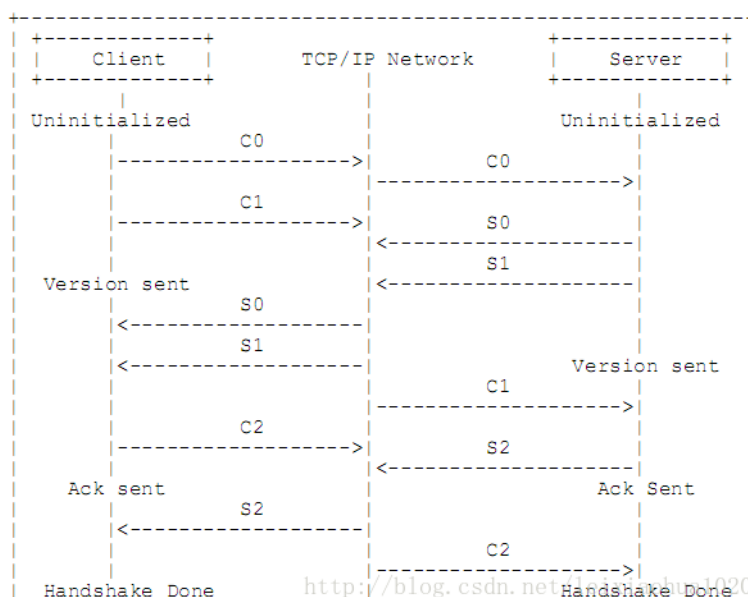 Client TCP/IP Network Server
Uninitialized Uninitialized
C0
C0
C1
S0
S1
Version sent
S0
S1
Version sent
C1
C2
S2
Ack sent Ack Sent
S2
C2
Handshake Done http://blog.csdn.net/leixiaohua1020 Handshake Done